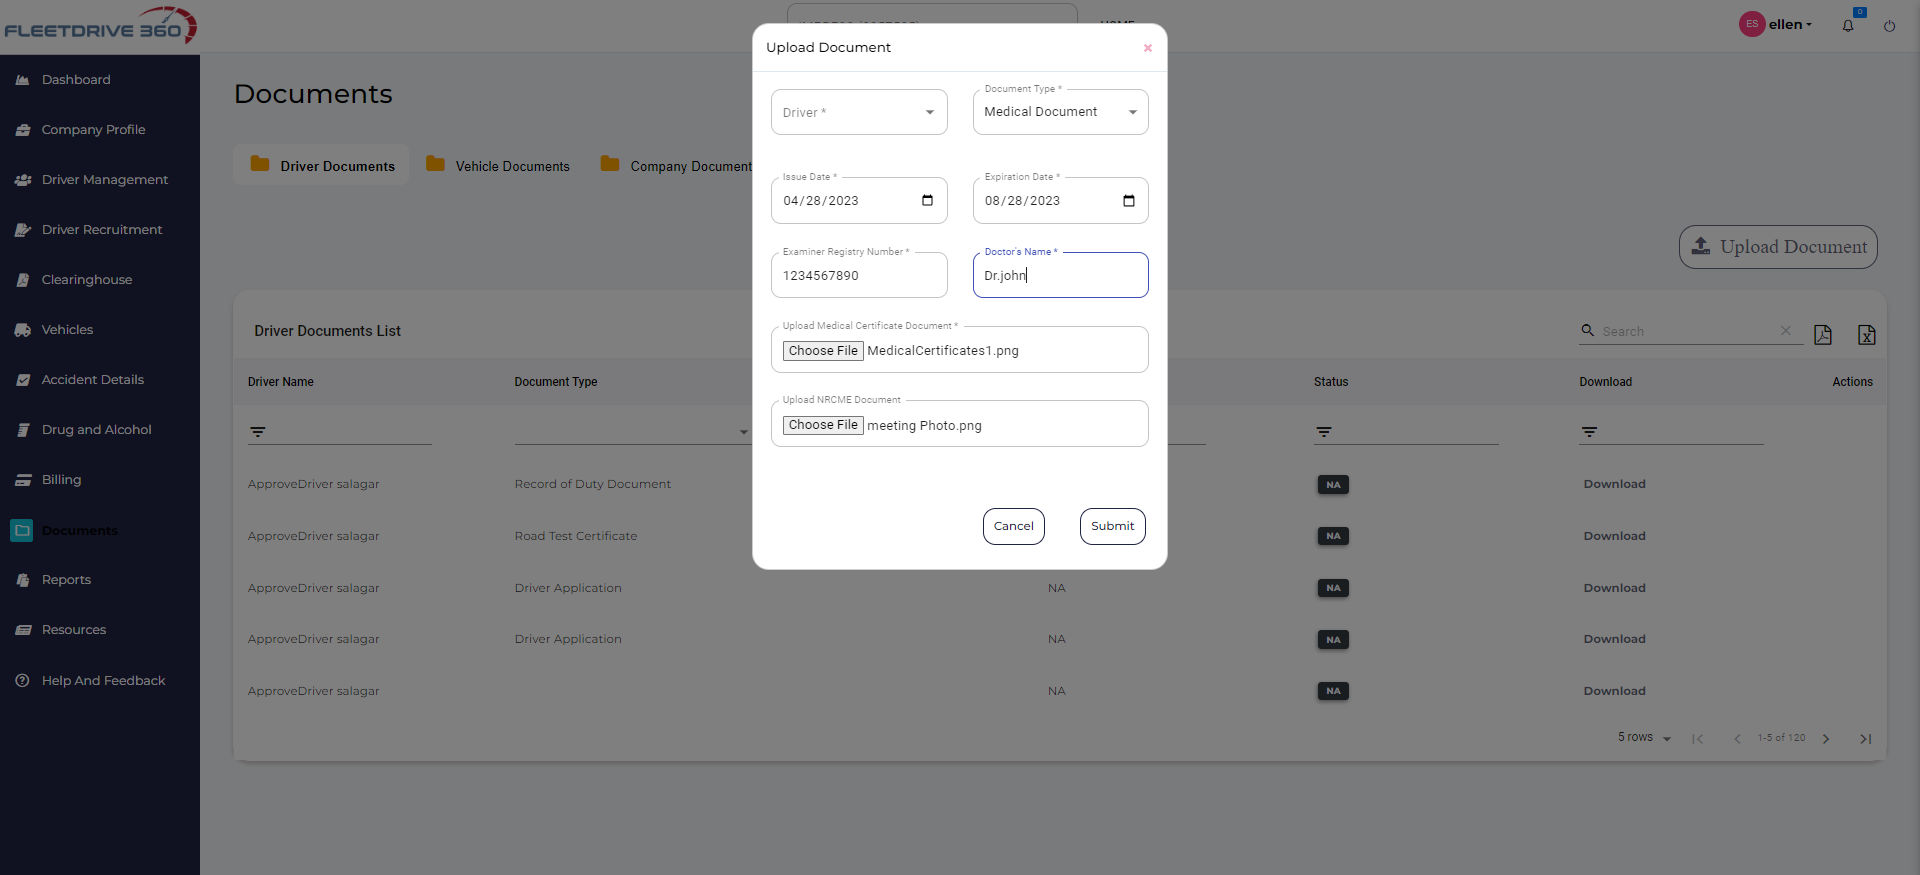 FLEETDRIVE 360
HOME
ES ellen
0
Dashboard
Company Profile
Driver Management
Driver Recruitment
Clearinghouse
Vehicles
Accident Details
Drug and Alcohol
Billing
Documents
Reports
Resources
Help And Feedback
Documents
Driver Documents
Vehicle Documents
Company Document
Upload Document
Driver Documents List
Search
Driver Name Document Type Status Download Actions
ApproveDriver salagar Record of Duty Document NA Download
ApproveDriver salagar Road Test Certificate NA Download
ApproveDriver salagar Driver Application NA NA Download
ApproveDriver salagar Driver Application NA NA Download
ApproveDriver salagar NA NA Download
5 rows 1-5 of 120
Upload Document
Driver *
Document Type *
Medical Document
Issue Date *
04/28/2023
Expiration Date *
08/28/2023
Examiner Registry Number *
1234567890
Doctor's Name *
Dr.john
Upload Medical Certificate Document *
Choose File MedicalCertificates1.png
Upload NRCME Document
Choose File meeting Photo.png
Cancel
Submit